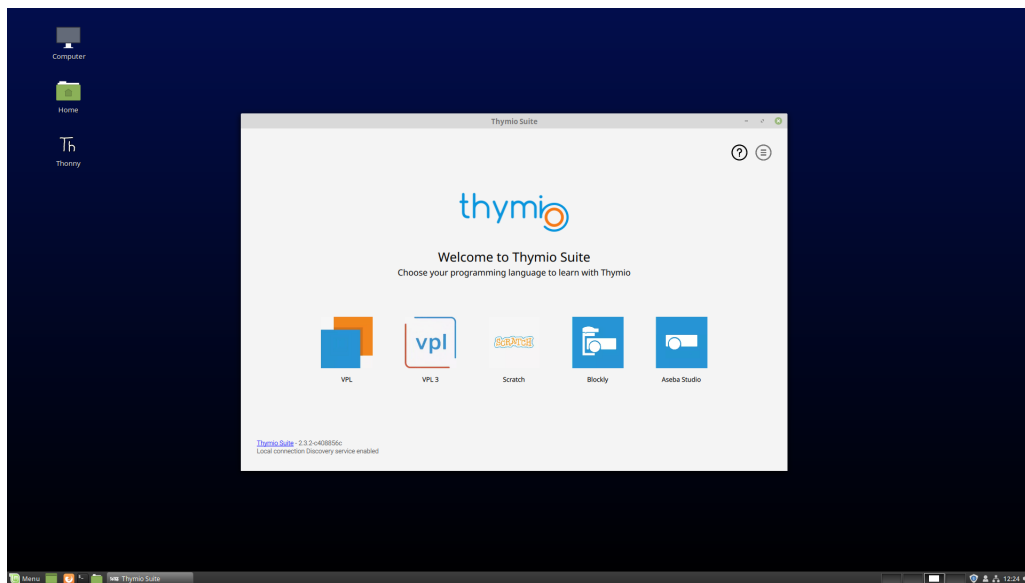 Computer
Home
Th
Thonny
Thymio Suite
?
thymio
Welcome to Thymio Suite
Choose your programming language to learn with Thymio
vpl
SCRATCH
VPL
VPL 3
Scratch
Blockly
Aseba Studio
Thymio Suite - 2.3.2-c408856c
Local connection Discovery service enabled
Menu
Thymio Suite
12:24